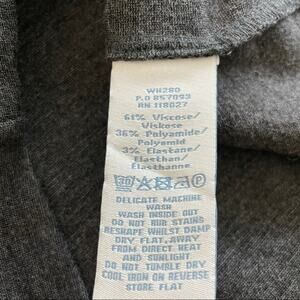 WH280
P.O 857093
RN 118027
61% Viscose/
Viskose
36% Polyamide/
Polyamid
3% Elastane/
Elasthan/
Elasthanne
30 P
DELICATE MACHINE
WASH
WASH INSIDE OUT
DO NOT RUB STAINS
RESHAPE WHILST DAMP
DRY FLAT, AWAY
FROM DIRECT HEAT
AND SUNLIGHT
DO NOT TUMBLE DRY
COOL IRON ON REVERSE
STORE FLAT